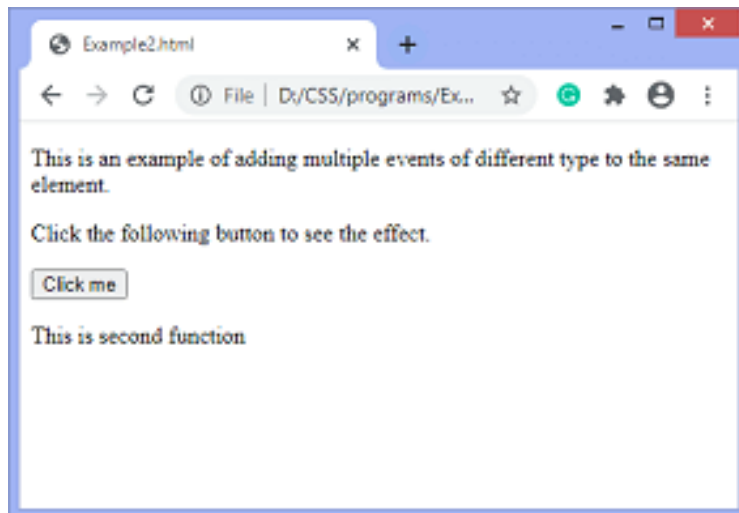 Example2.html
File | D:/CSS/programs/Ex...
This is an example of adding multiple events of different type to the same
element.
Click the following button to see the effect.
Click me
This is second function